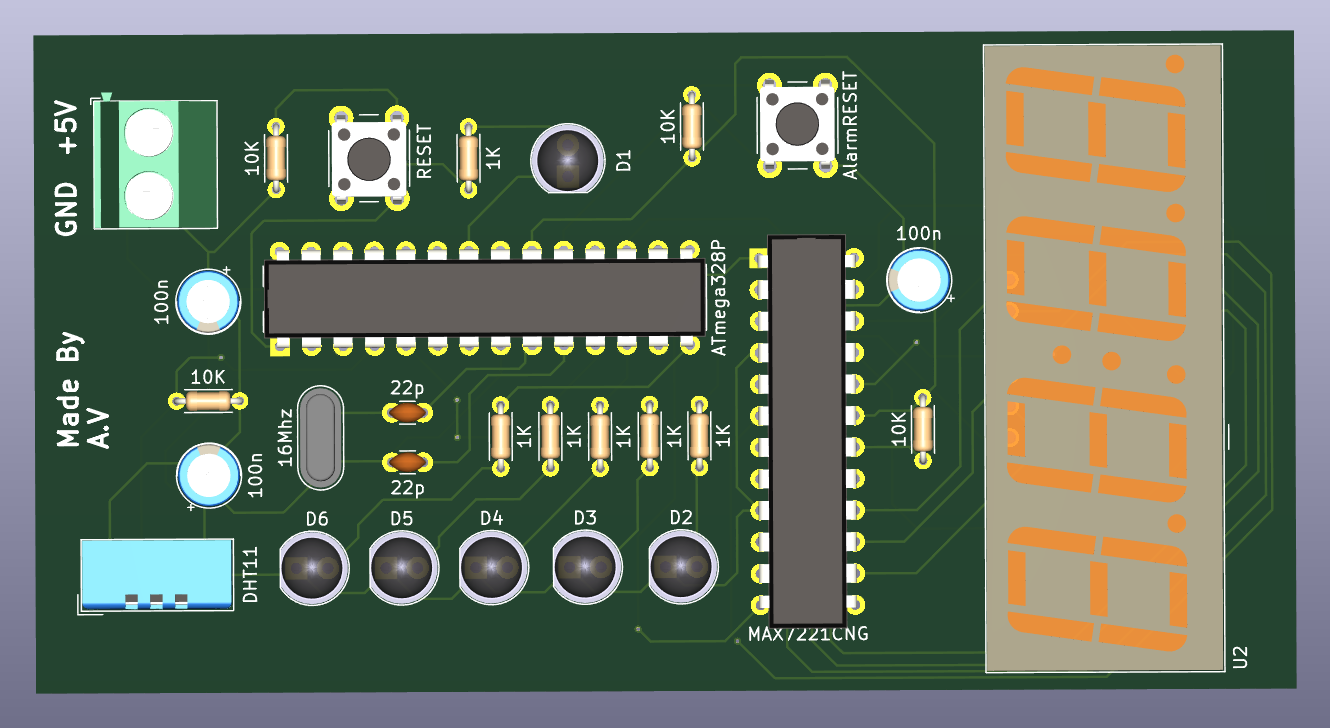 GND +5V
10K
RESET
1K
D1
10K
AlarmRESET
100n
+
100n
+
ATmega328P
Made By
A.V
10K
16Mhz
22p
22p
1K
1K
1K
1K
1K
10K
100n
+
D6
D5
D4
D3
D2
DHT11
MAX7221CNG
U2